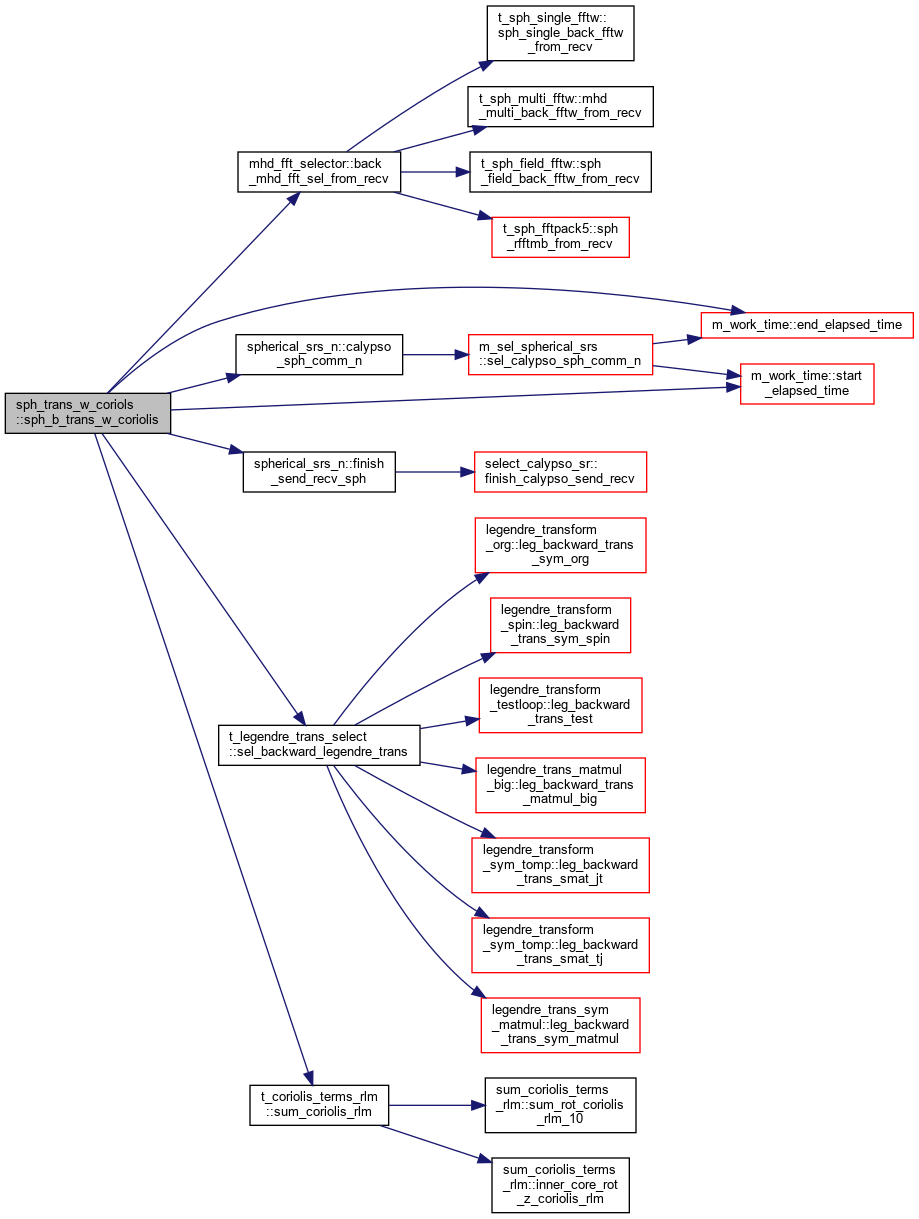 t_sph_single_fftw::
sph_single_back_fftw
_from_recv
t_sph_multi_fftw::mhd
_multi_back_fftw_from_recv
mhd_fft_selector::back
_mhd_fft_sel_from_recv
t_sph_field_fftw::sph
_field_back_fftw_from_recv
t_sph_fftpack5::sph
_rfftmb_from_recv
m_work_time::end_elapsed_time
spherical_srs_n::calypso
_sph_comm_n
m_sel_spherical_srs
::sel_calypso_sph_comm_n
m_work_time::start
_elapsed_time
sph_trans_w_coriols
::sph_b_trans_w_coriolis
spherical_srs_n::finish
_send_recv_sph
select_calypso_sr::
finish_calypso_send_recv
legendre_transform
_org::leg_backward_trans
_sym_org
legendre_transform
_spin::leg_backward
_trans_sym_spin
legendre_transform
_testloop::leg_backward
_trans_test
t_legendre_trans_select
::sel_backward_legendre_trans
legendre_trans_matmul
_big::leg_backward_trans
_matmul_big
legendre_transform
_sym_tomp::leg_backward
_trans_smat_jt
legendre_transform
_sym_tomp::leg_backward
_trans_smat_tj
legendre_trans_sym
_matmul::leg_backward
_trans_sym_matmul
t_coriolis_terms_rlm
::sum_coriolis_rlm
sum_coriolis_terms
_rlm::sum_rot_coriolis
_rlm_10
sum_coriolis_terms
_rlm::inner_core_rot
_z_coriolis_rlm